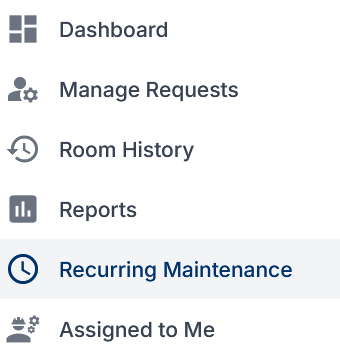 Dashboard
Manage Requests
Room History
Reports
Recurring Maintenance
Assigned to Me